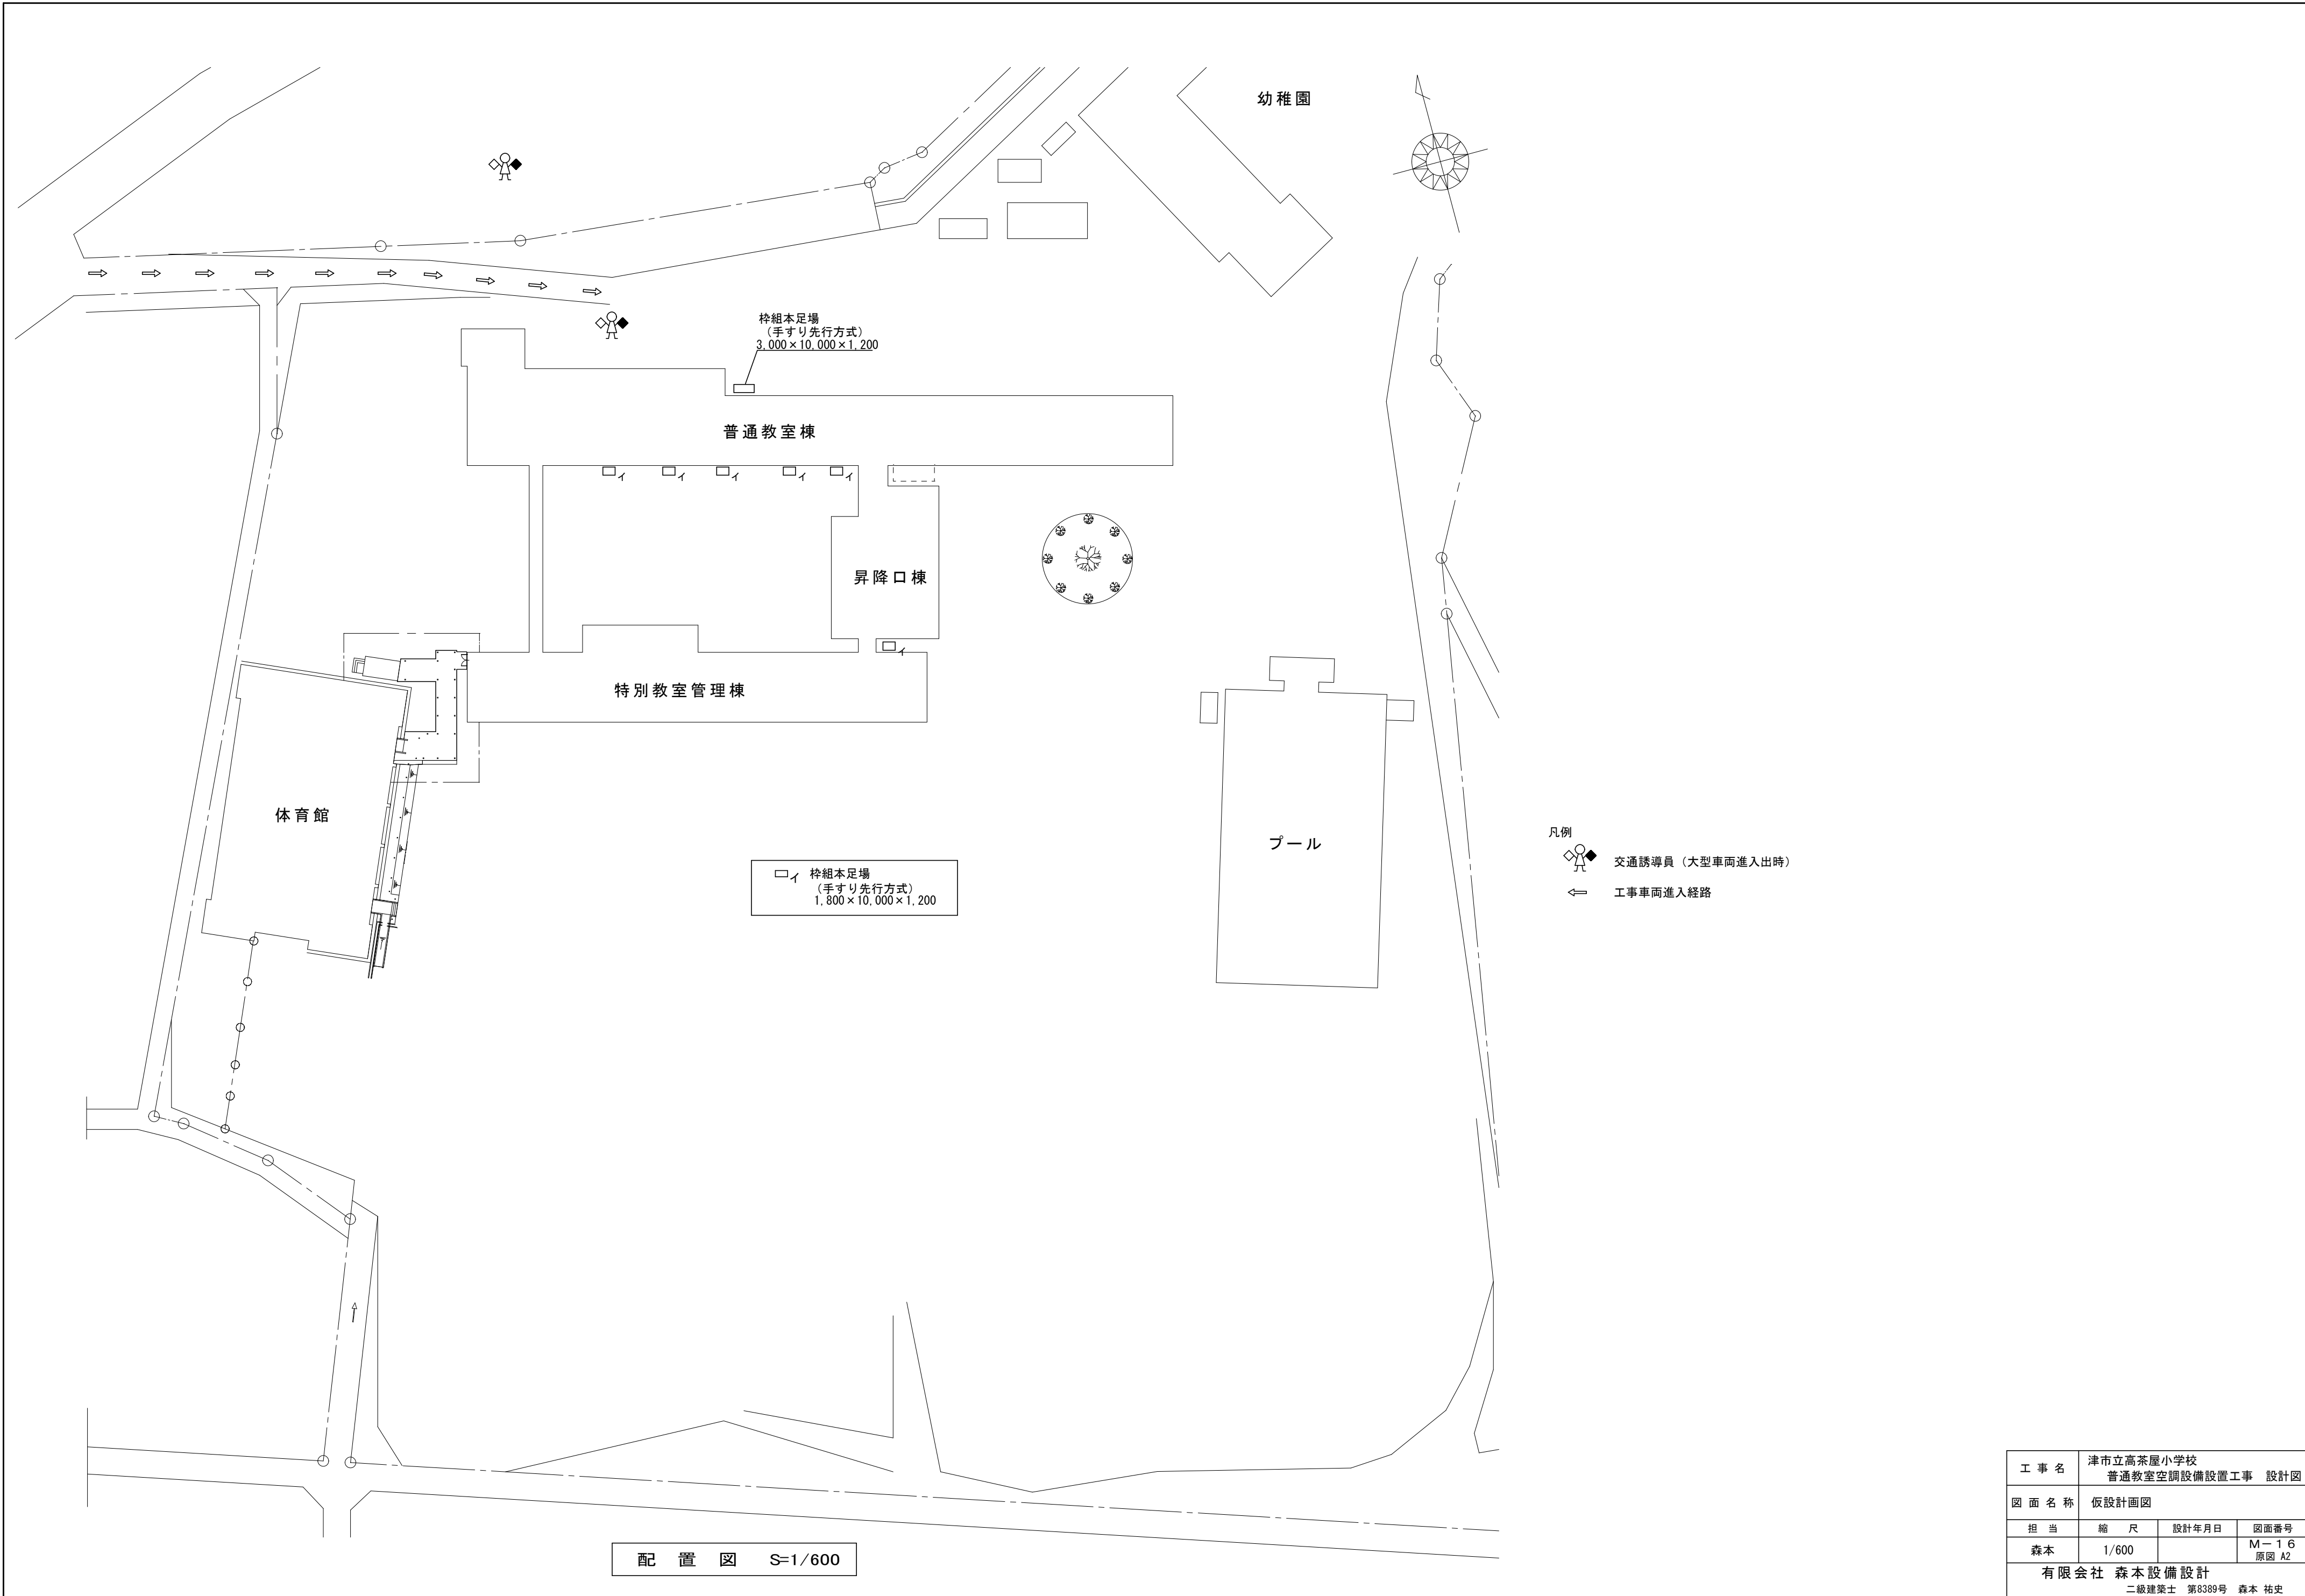 幼稚園
枠組本足場
（手すり先行方式）
3,000×10,000×1,200
普通教室棟
イ
イ
イ
イ
イ
昇降口棟
イ
特別教室管理棟
体育館
プール
イ 枠組本足場
（手すり先行方式）
1,800×10,000×1,200
凡例
交通誘導員（大型車両進入出時）
工事車両進入経路
配置図 S=1/600
工事名 津市立高茶屋小学校
普通教室空調設備設置工事 設計図
図面名称 仮設計画図
担当 縮尺 設計年月日 図面番号
森本 1/600 M－16
原図 A2
有限会社 森本設備設計
二級建築士 第8389号 森本 祐史